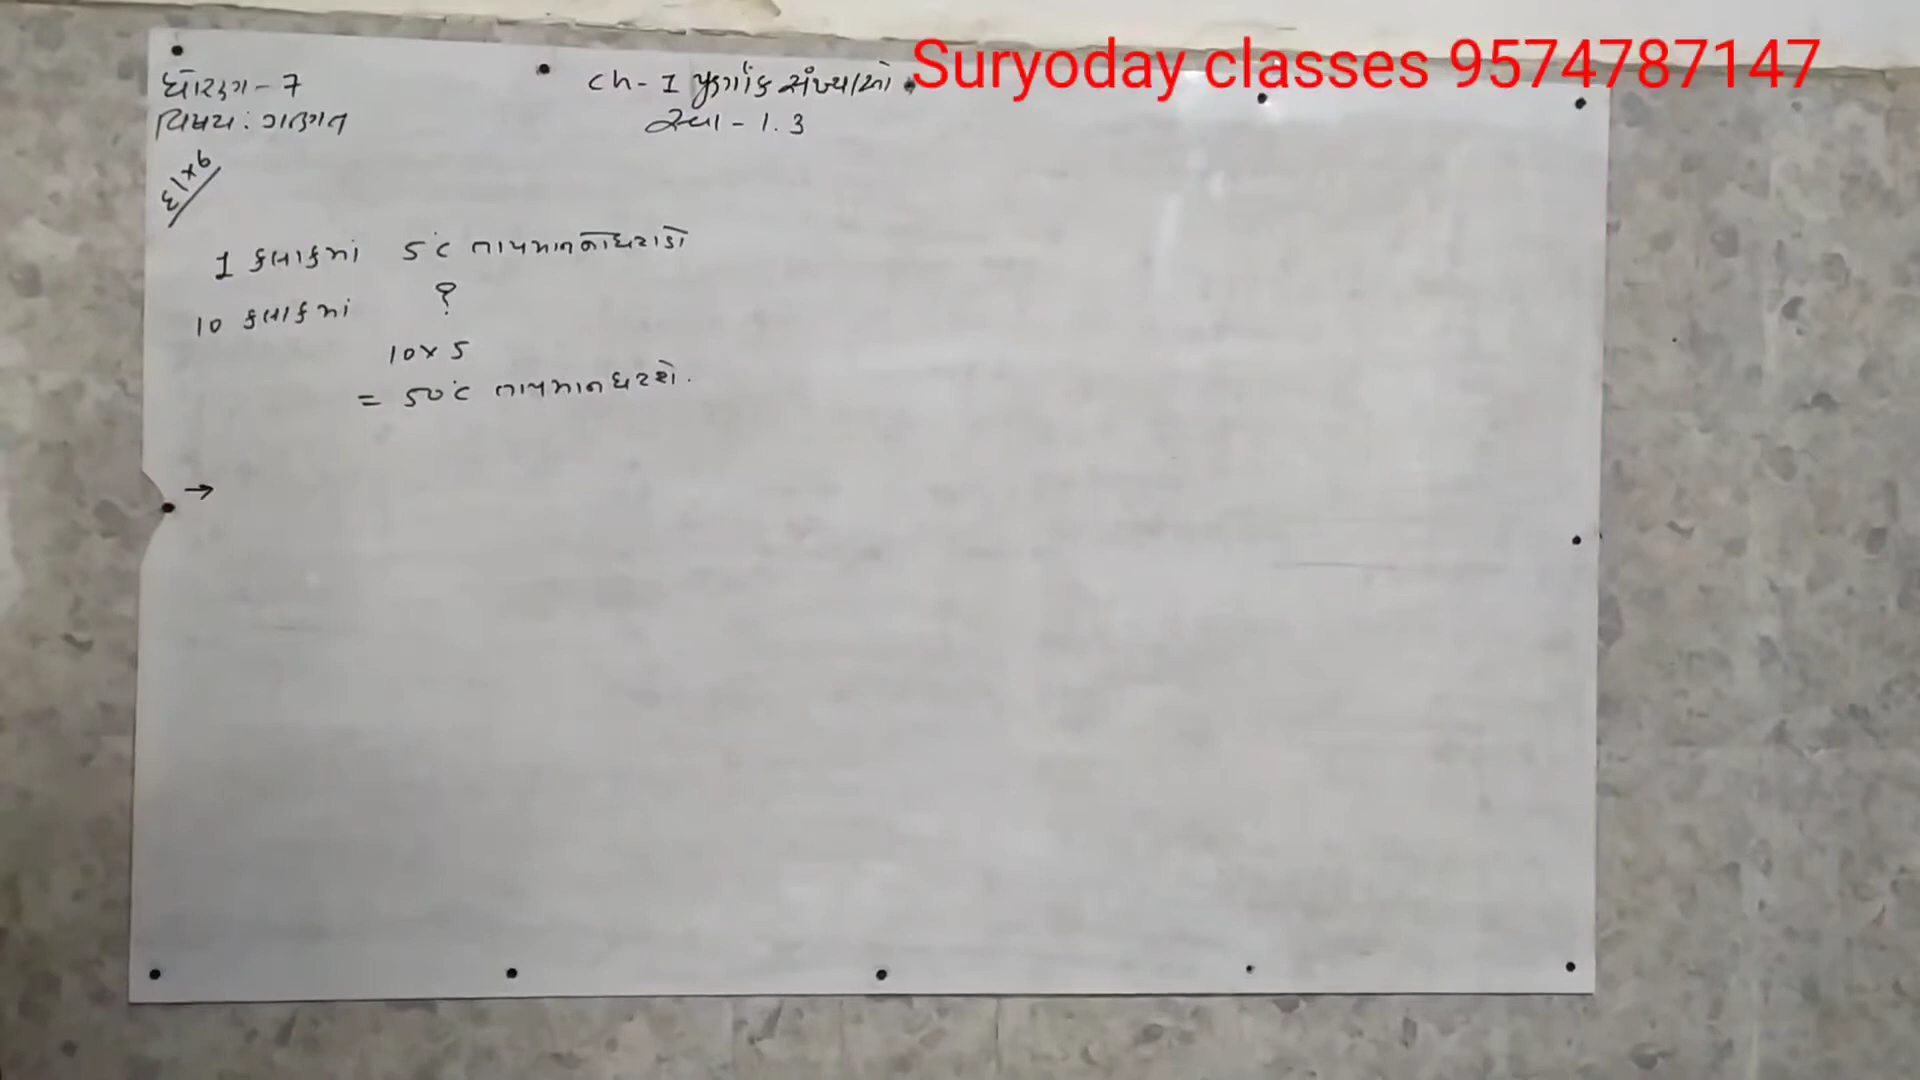 Suryoday classes 9574787147
ધોરણ - 7
ch - 1 પૂર્ણાંક સંખ્યાઓ
વિષય : ગણિત
સ્વા - 1.3
1 કલાકમાં 5°c તાપમાનનો ઘટાડો
10 કલાકમાં ?
10 x 5
= 50°c તાપમાન ઘટશે.
→